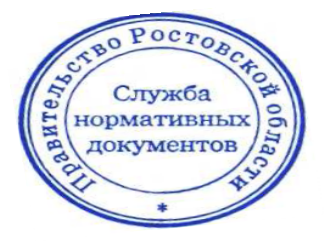 Правительство Ростовской области
Служба
нормативных
документов
*